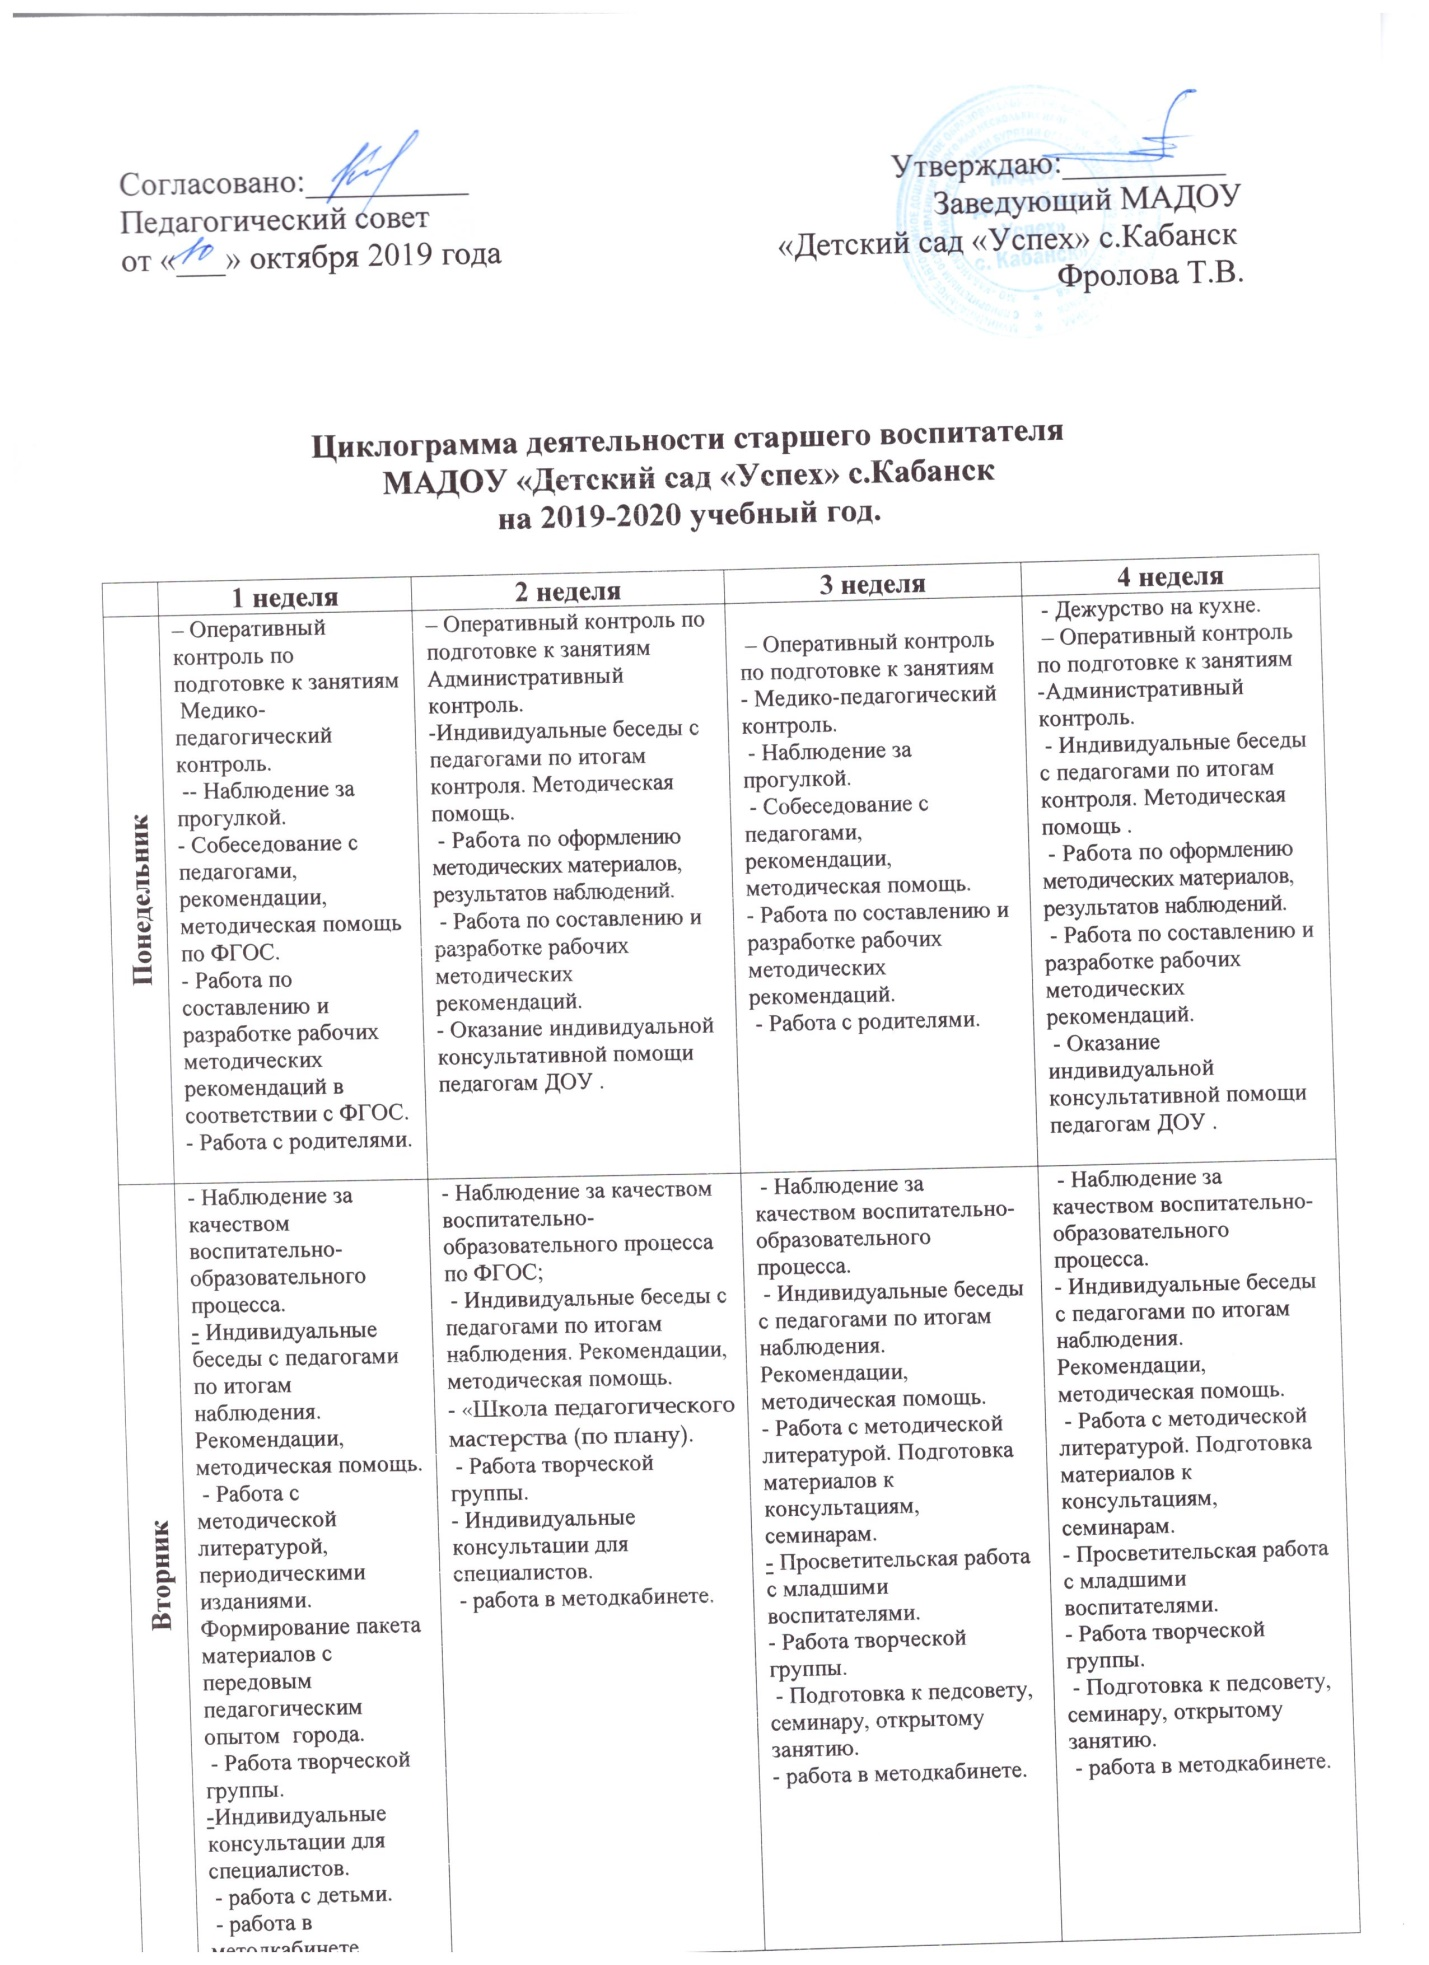 Согласовано:__________
Педагогический совет
от «10» октября 2019 года
Утверждаю:__________
Заведующий МАДОУ
«Детский сад «Успех» с.Кабанск
Фролова Т.В.
Циклограмма деятельности старшего воспитателя
МАДОУ «Детский сад «Успех» с.Кабанск
на 2019-2020 учебный год.
1 неделя
2 неделя
3 неделя
4 неделя
Понедельник
– Оперативный
контроль по
подготовке к занятиям
Медико-
педагогический
контроль.
-- Наблюдение за
прогулкой.
- Собеседование с
педагогами,
рекомендации,
методическая помощь
по ФГОС.
- Работа по
составлению и
разработке рабочих
методических
рекомендаций в
соответствии с ФГОС.
- Работа с родителями.
– Оперативный контроль по
подготовке к занятиям
Административный
контроль.
-Индивидуальные беседы с
педагогами по итогам
контроля. Методическая
помощь.
- Работа по оформлению
методических материалов,
результатов наблюдений.
- Работа по составлению и
разработке рабочих
методических
рекомендаций.
- Оказание индивидуальной
консультативной помощи
педагогам ДОУ .
– Оперативный контроль
по подготовке к занятиям
- Медико-педагогический
контроль.
- Наблюдение за
прогулкой.
- Собеседование с
педагогами,
рекомендации,
методическая помощь.
- Работа по составлению и
разработке рабочих
методических
рекомендаций.
- Работа с родителями.
- Дежурство на кухне.
– Оперативный контроль
по подготовке к занятиям
-Административный
контроль.
- Индивидуальные беседы
с педагогами по итогам
контроля. Методическая
помощь .
- Работа по оформлению
методических материалов,
результатов наблюдений.
- Работа по составлению и
разработке рабочих
методических
рекомендаций.
- Оказание
индивидуальной
консультативной помощи
педагогам ДОУ .
Вторник
- Наблюдение за
качеством
воспитательно-
образовательного
процесса.
- Индивидуальные
беседы с педагогами
по итогам
наблюдения.
Рекомендации,
методическая помощь.
- Работа с
методической
литературой,
периодическими
изданиями.
Формирование пакета
материалов с
передовым
педагогическим
опытом города.
- Работа творческой
группы.
-Индивидуальные
консультации для
специалистов.
- работа с детьми.
- работа в
методкабинете
- Наблюдение за качеством
воспитательно-
образовательного процесса
по ФГОС;
- Индивидуальные беседы с
педагогами по итогам
наблюдения. Рекомендации,
методическая помощь.
- «Школа педагогического
мастерства (по плану).
- Работа творческой
группы.
- Индивидуальные
консультации для
специалистов.
- работа в методкабинете.
- Наблюдение за
качеством воспитательно-
образовательного
процесса.
- Индивидуальные беседы
с педагогами по итогам
наблюдения.
Рекомендации,
методическая помощь.
- Работа с методической
литературой. Подготовка
материалов к
консультациям,
семинарам.
- Просветительская работа
с младшими
воспитателями.
- Работа творческой
группы.
- Подготовка к педсовету,
семинару, открытому
занятию.
- работа в методкабинете.
- Наблюдение за
качеством воспитательно-
образовательного
процесса.
- Индивидуальные беседы
с педагогами по итогам
наблюдения.
Рекомендации,
методическая помощь.
- Работа с методической
литературой. Подготовка
материалов к
консультациям,
семинарам.
- Просветительская работа
с младшими
воспитателями.
- Работа творческой
группы.
- Подготовка к педсовету,
семинару, открытому
занятию.
- работа в методкабинете.